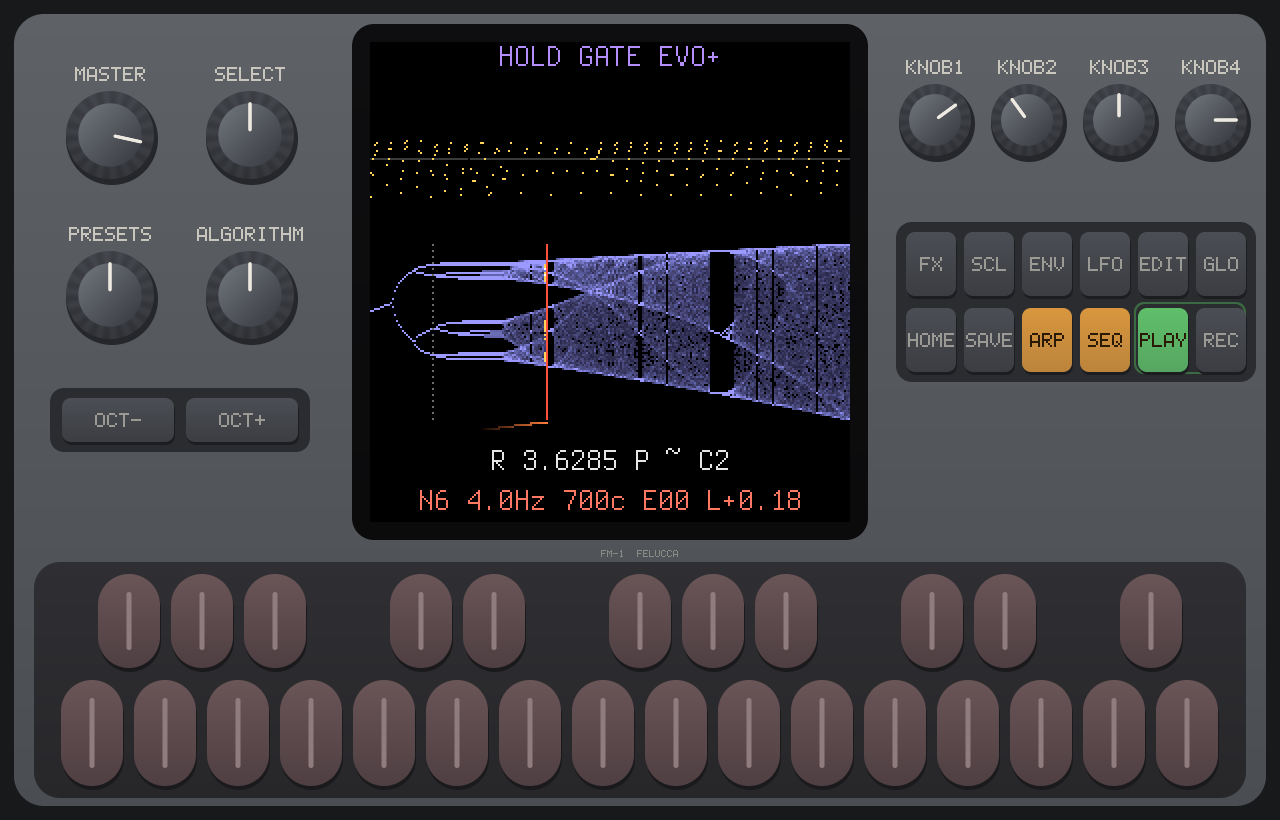 HOLD GATE EVO+
MASTER
SELECT
KNOB1
KNOB2
KNOB3
KNOB4
PRESETS
ALGORITHM
FX
SCL
ENV
LFO
EDIT
GLO
HOME
SAVE
ARP
SEQ
PLAY
REC
OCT-
OCT+
R 3.6285 P ~ C2
N6 4.0Hz 700c E00 L+0.18
FM-1 FELUCCA